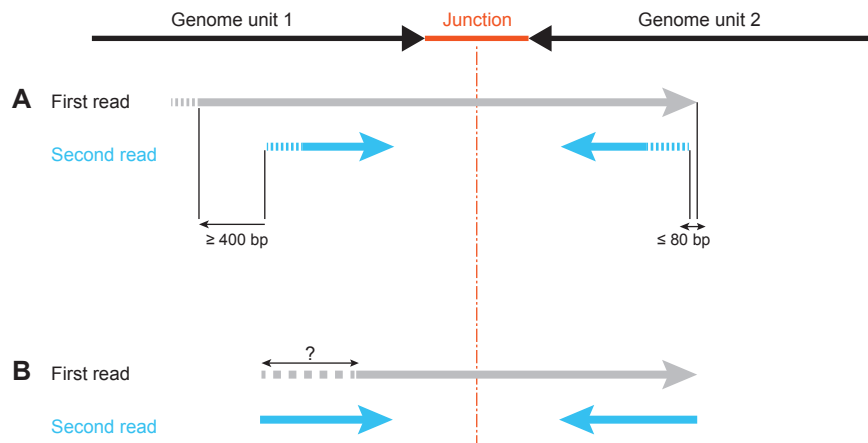 Genome unit 1 Junction Genome unit 2
A First read
Second read
≥ 400 bp ≤ 80 bp
?
B First read
Second read